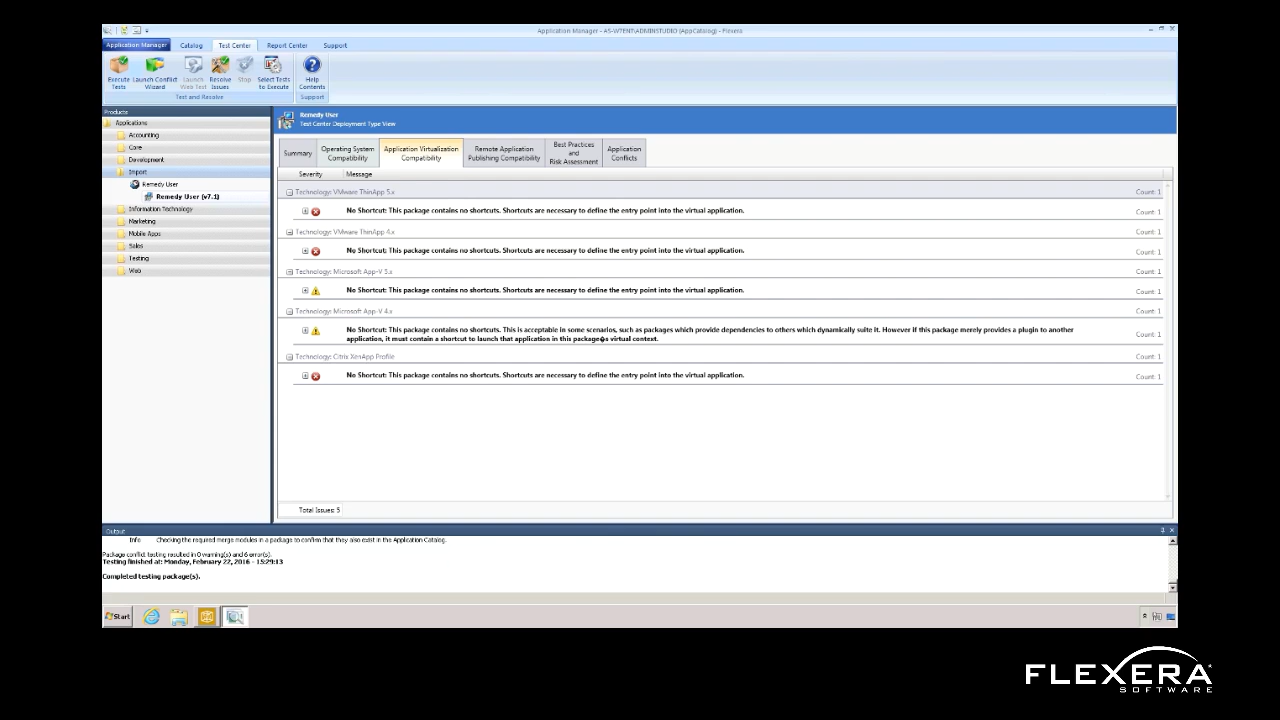 Application Manager - AS-W7ENT\ADMINSTUDIO (AppCatalog) - Flexera
Application Manager Catalog Test Center Report Center Support
Execute Tests
Launch Conflict Wizard
Launch Web Test
Resolve Issues
Stop
Select Tests to Execute
Help Contents
Test and Resolve Support
Products
Applications
Accounting
Core
Development
Import
Remedy User
Remedy User (v7.1)
Information Technology
Marketing
Mobile Apps
Sales
Testing
Web
Remedy User
Test Center Deployment Type View
Summary
Operating System Compatibility
Application Virtualization Compatibility
Remote Application Publishing Compatibility
Best Practices and Risk Assessment
Application Conflicts
Severity Message
Technology: VMware ThinApp 5.x Count: 1
No Shortcut: This package contains no shortcuts. Shortcuts are necessary to define the entry point into the virtual application. Count: 1
Technology: VMware ThinApp 4.x Count: 1
No Shortcut: This package contains no shortcuts. Shortcuts are necessary to define the entry point into the virtual application. Count: 1
Technology: Microsoft App-V 5.x Count: 1
No Shortcut: This package contains no shortcuts. Shortcuts are necessary to define the entry point into the virtual application. Count: 1
Technology: Microsoft App-V 4.x Count: 1
No Shortcut: This package contains no shortcuts. This is acceptable in some scenarios, such as packages which provide dependencies to others which dynamically suite it. However if this package merely provides a plugin to another
application, it must contain a shortcut to launch that application in this package�s virtual context. Count: 1
Technology: Citrix XenApp Profile Count: 1
No Shortcut: This package contains no shortcuts. Shortcuts are necessary to define the entry point into the virtual application. Count: 1
Total Issues: 5
Output
Info Checking the required merge modules in a package to confirm that they also exist in the Application Catalog.
Package conflict testing resulted in 0 warning(s) and 6 error(s).
Testing finished at: Monday, February 22, 2016 - 15:29:13
Completed testing package(s).
Start
FLEXERA
SOFTWARE